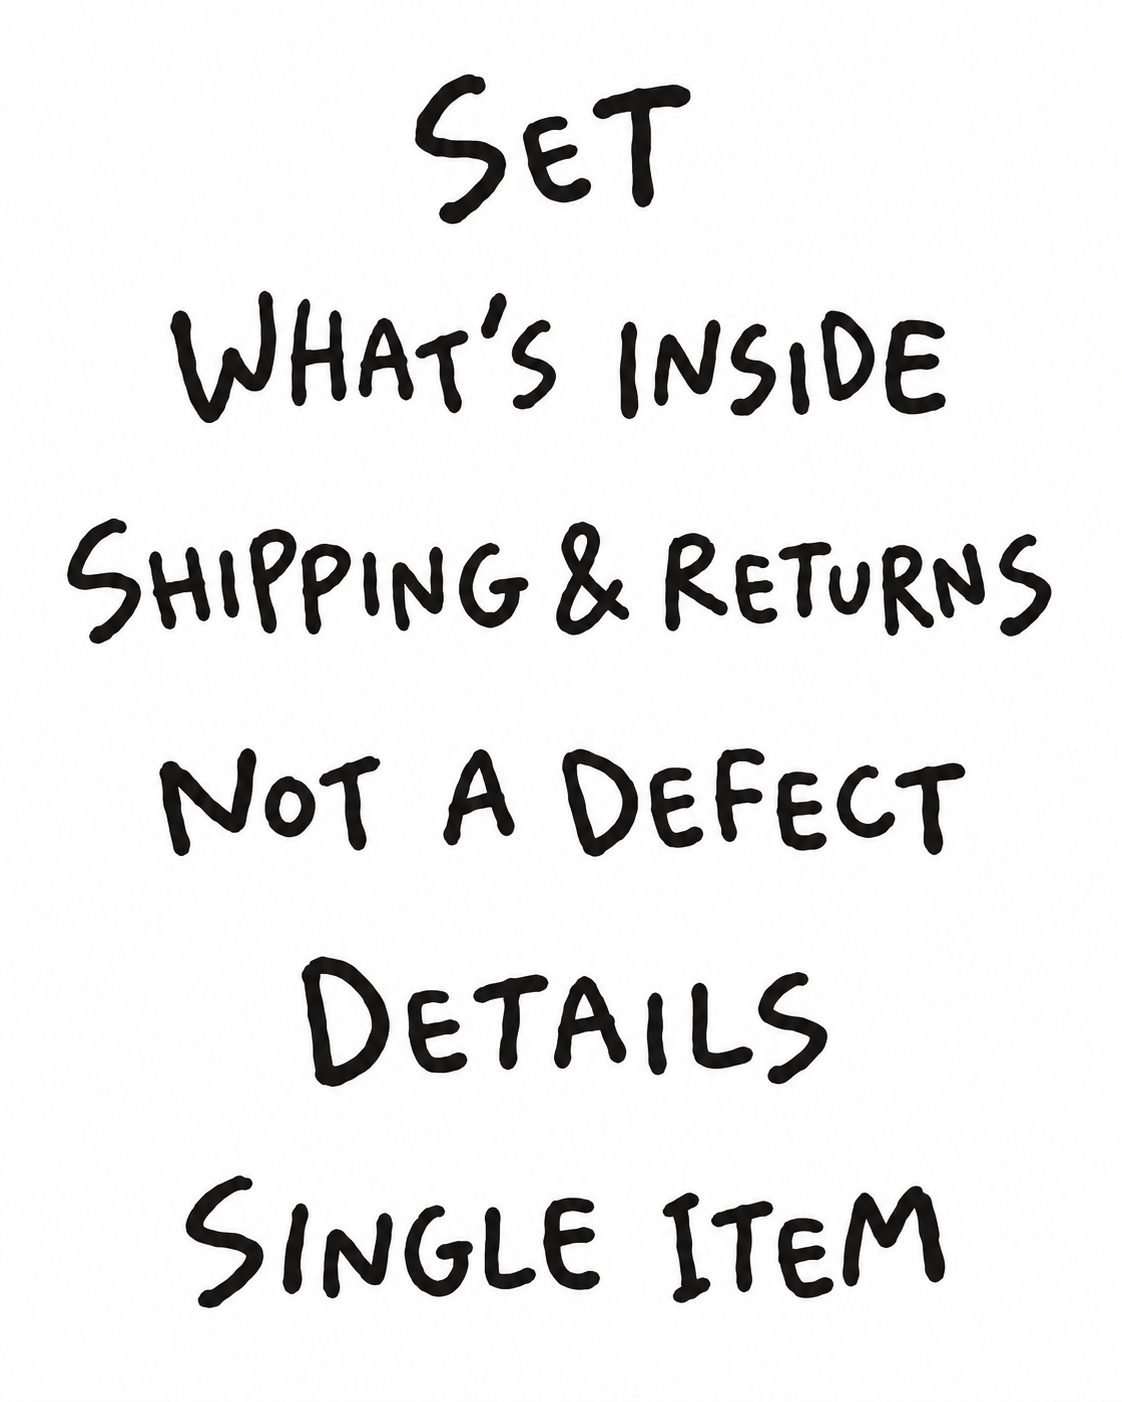 SET
WHAT'S INSIDE
SHIPPING & RETURNS
NOT A DEFECT
DETAILS
SINGLE ITEM